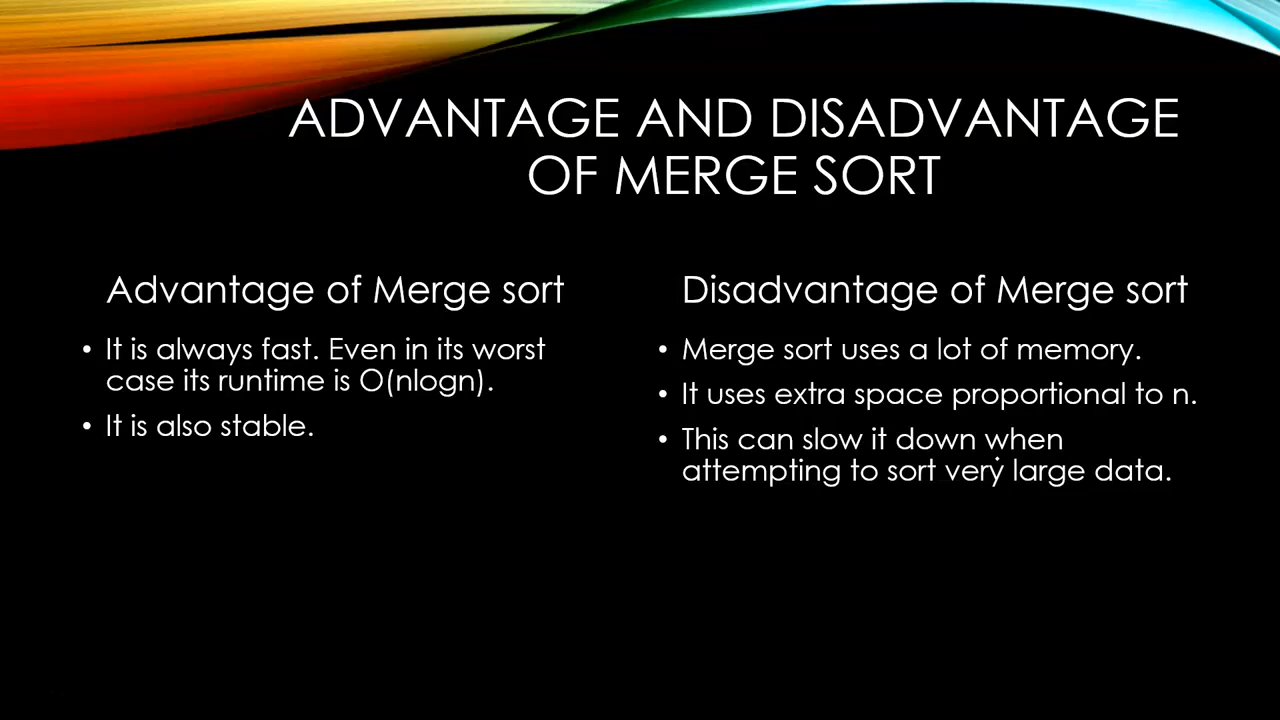 ADVANTAGE AND DISADVANTAGE
OF MERGE SORT
Advantage of Merge sort
• It is always fast. Even in its worst
case its runtime is O(nlogn).
• It is also stable.
Disadvantage of Merge sort
• Merge sort uses a lot of memory.
• It uses extra space proportional to n.
• This can slow it down when
attempting to sort very large data.